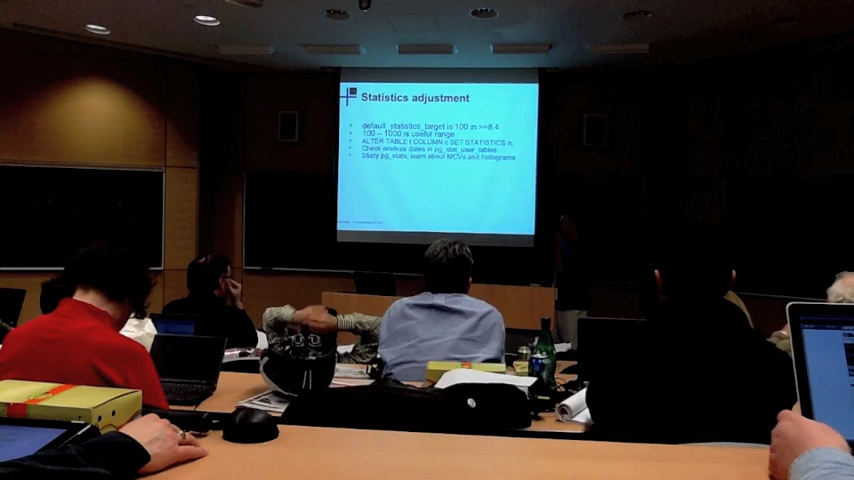 Statistics adjustment
• default_statistics_target is 100 in >=8.4
• 100 – 1000 is useful range
• ALTER TABLE t COLUMN c SET STATISTICS n;
• Check analyze dates in pg_stat_user_tables
• Study pg_stats, learn about MCVs and histograms